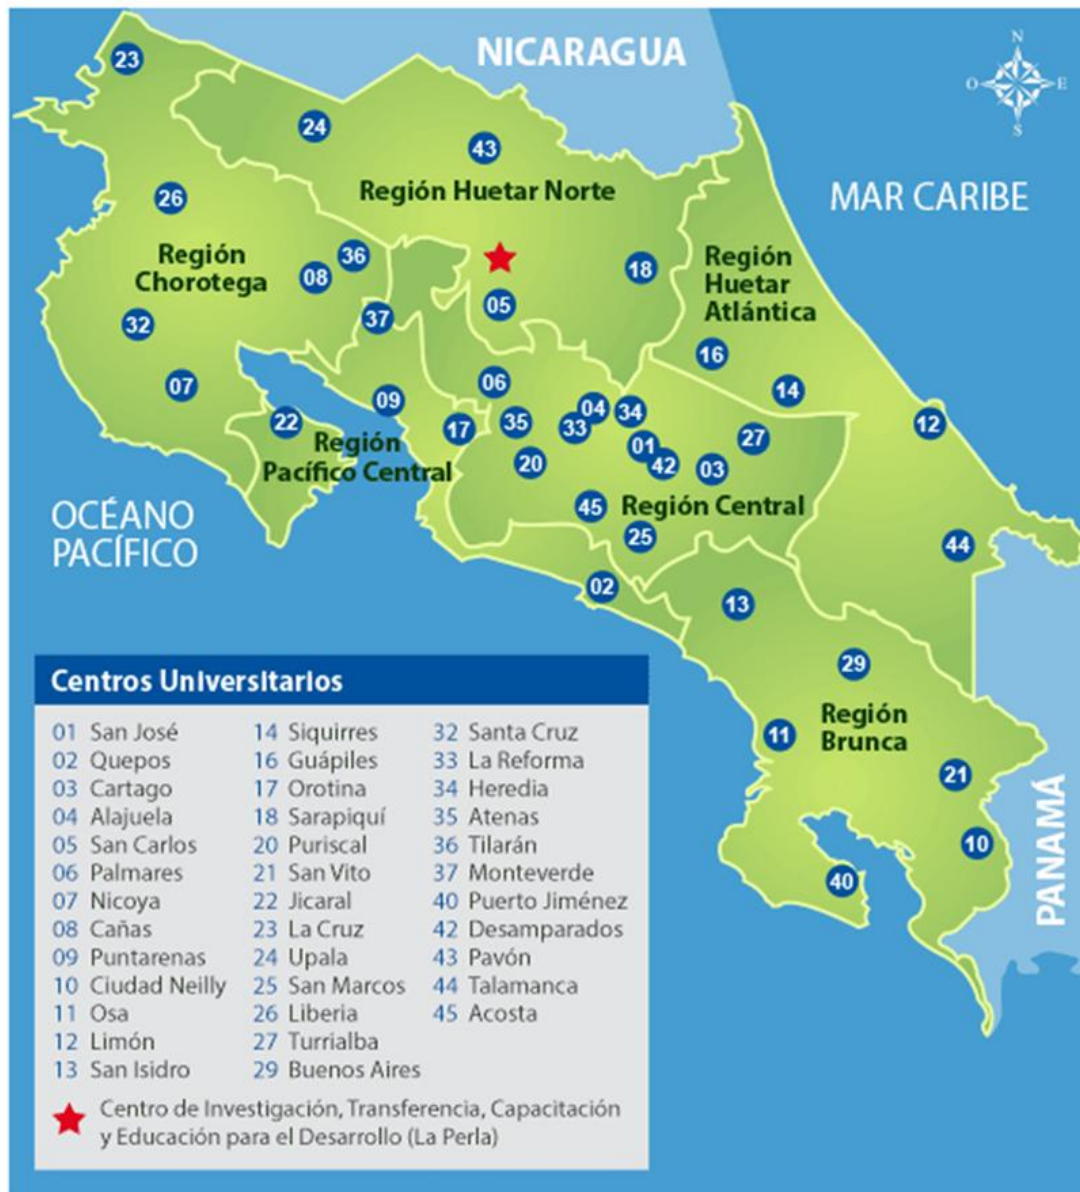 NICARAGUA
N
O
E
S
MAR CARIBE
23
24
43
26
Región Huetar Norte
Región
Chorotega
36
08
18
Región
Huetar
Atlántica
05
37
32
16
07
06
14
09
04
34
12
22
17
35
33
01
27
Región
Pacífico Central
20
42
03
45
Región Central
OCÉANO
PACÍFICO
25
44
02
13
29
Región
Brunca
11
21
10
40
PANAMÁ
Centros Universitarios
01 San José
02 Quepos
03 Cartago
04 Alajuela
05 San Carlos
06 Palmares
07 Nicoya
08 Cañas
09 Puntarenas
10 Ciudad Neilly
11 Osa
12 Limón
13 San Isidro
14 Siquirres
16 Guápiles
17 Orotina
18 Sarapiquí
20 Puriscal
21 San Vito
22 Jicaral
23 La Cruz
24 Upala
25 San Marcos
26 Liberia
27 Turrialba
29 Buenos Aires
32 Santa Cruz
33 La Reforma
34 Heredia
35 Atenas
36 Tilarán
37 Monteverde
40 Puerto Jiménez
42 Desamparados
43 Pavón
44 Talamanca
45 Acosta
Centro de Investigación, Transferencia, Capacitación
y Educación para el Desarrollo (La Perla)